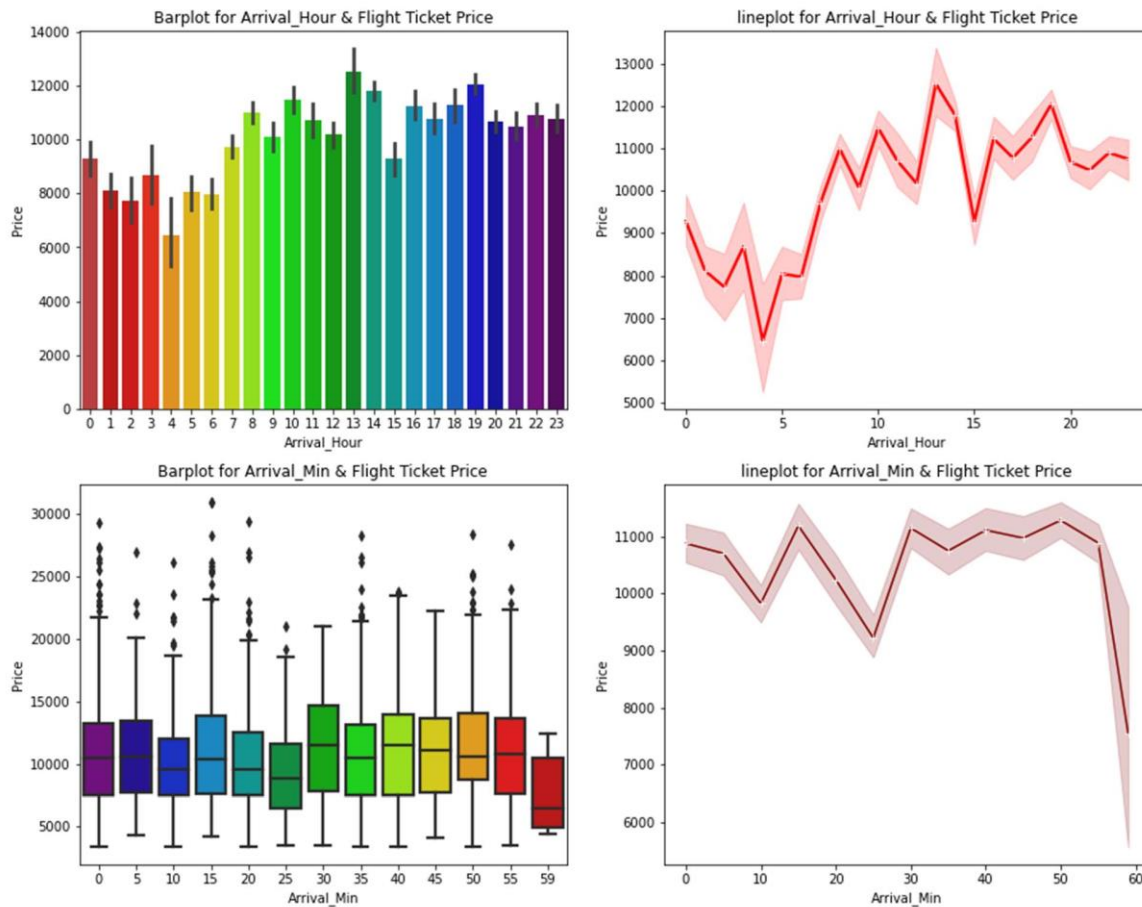 Barplot for Arrival_Hour & Flight Ticket Price
14000
12000
10000
8000
6000
4000
2000
0
Price
0 1 2 3 4 5 6 7 8 9 10 11 12 13 14 15 16 17 18 19 20 21 22 23
Arrival_Hour
lineplot for Arrival_Hour & Flight Ticket Price
13000
12000
11000
10000
9000
8000
7000
6000
5000
Price
0 5 10 15 20
Arrival_Hour
Barplot for Arrival_Min & Flight Ticket Price
30000
25000
20000
15000
10000
5000
Price
0 5 10 15 20 25 30 35 40 45 50 55 59
Arrival_Min
lineplot for Arrival_Min & Flight Ticket Price
11000
10000
9000
8000
7000
6000
Price
0 10 20 30 40 50 60
Arrival_Min